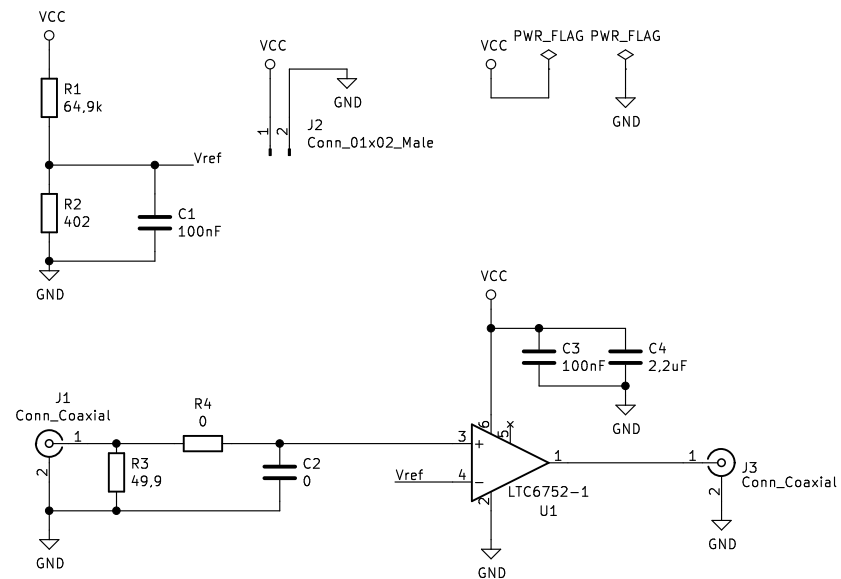 VCC
R1
64,9k
Vref
R2
402
C1
100nF
GND
VCC
GND
1
2
J2
Conn_01x02_Male
VCC
PWR_FLAG PWR_FLAG
GND
VCC
C3
100nF
C4
2,2uF
GND
J1
Conn_Coaxial
1
2
R3
49,9
R4
0
C2
0
GND
3
+
Vref
4
-
6
5
2
1
LTC6752-1
U1
GND
1
2
J3
Conn_Coaxial
GND